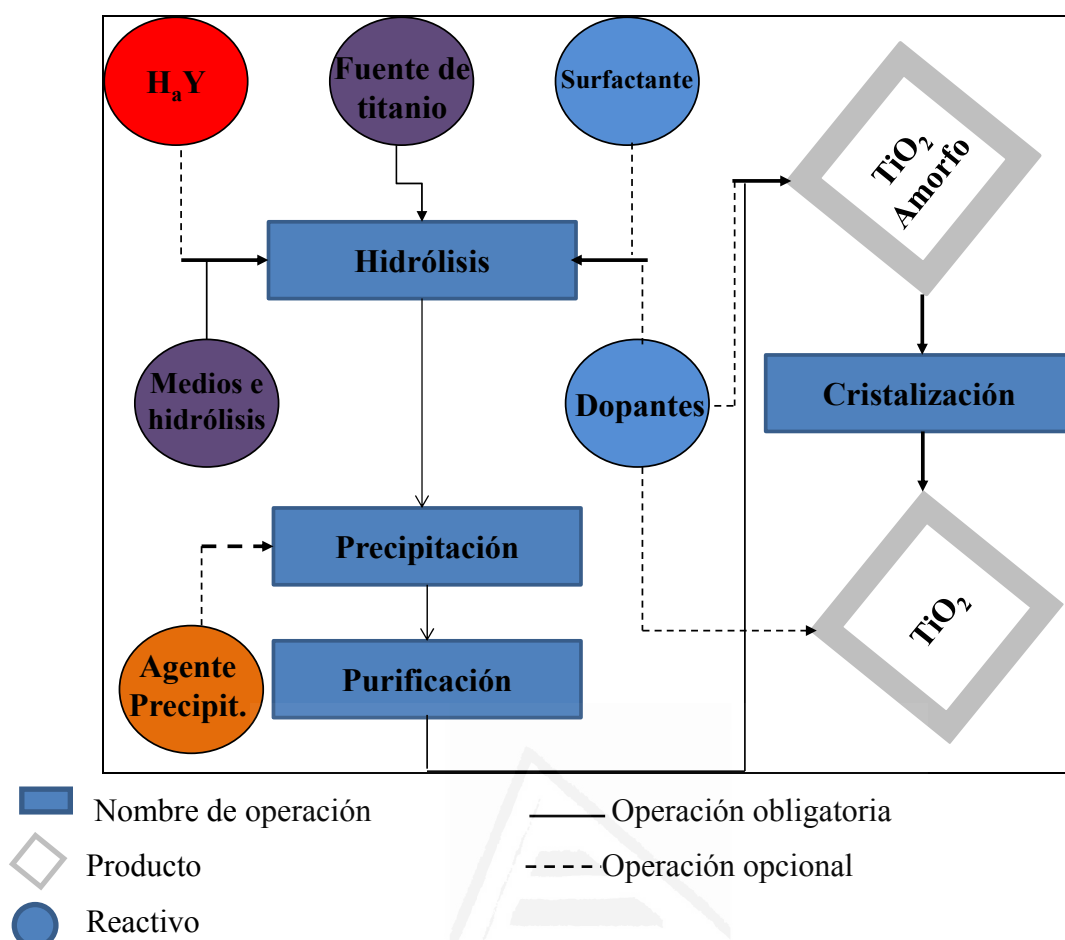 HₐY
Fuente de
titanio
Surfactante
TiO₂
Amorfo
Hidrólisis
Medios e
hidrólisis
Dopantes
Cristalización
Precipitación
Agente
Precipit.
Purificación
TiO₂
Nombre de operación
Operación obligatoria
Producto
Operación opcional
Reactivo